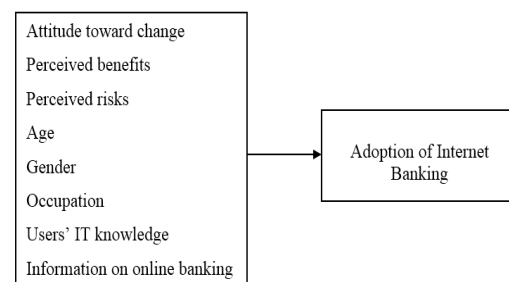 Attitude toward change
Perceived benefits
Perceived risks
Age
Gender
Occupation
Users' IT knowledge
Information on online banking
Adoption of Internet
Banking